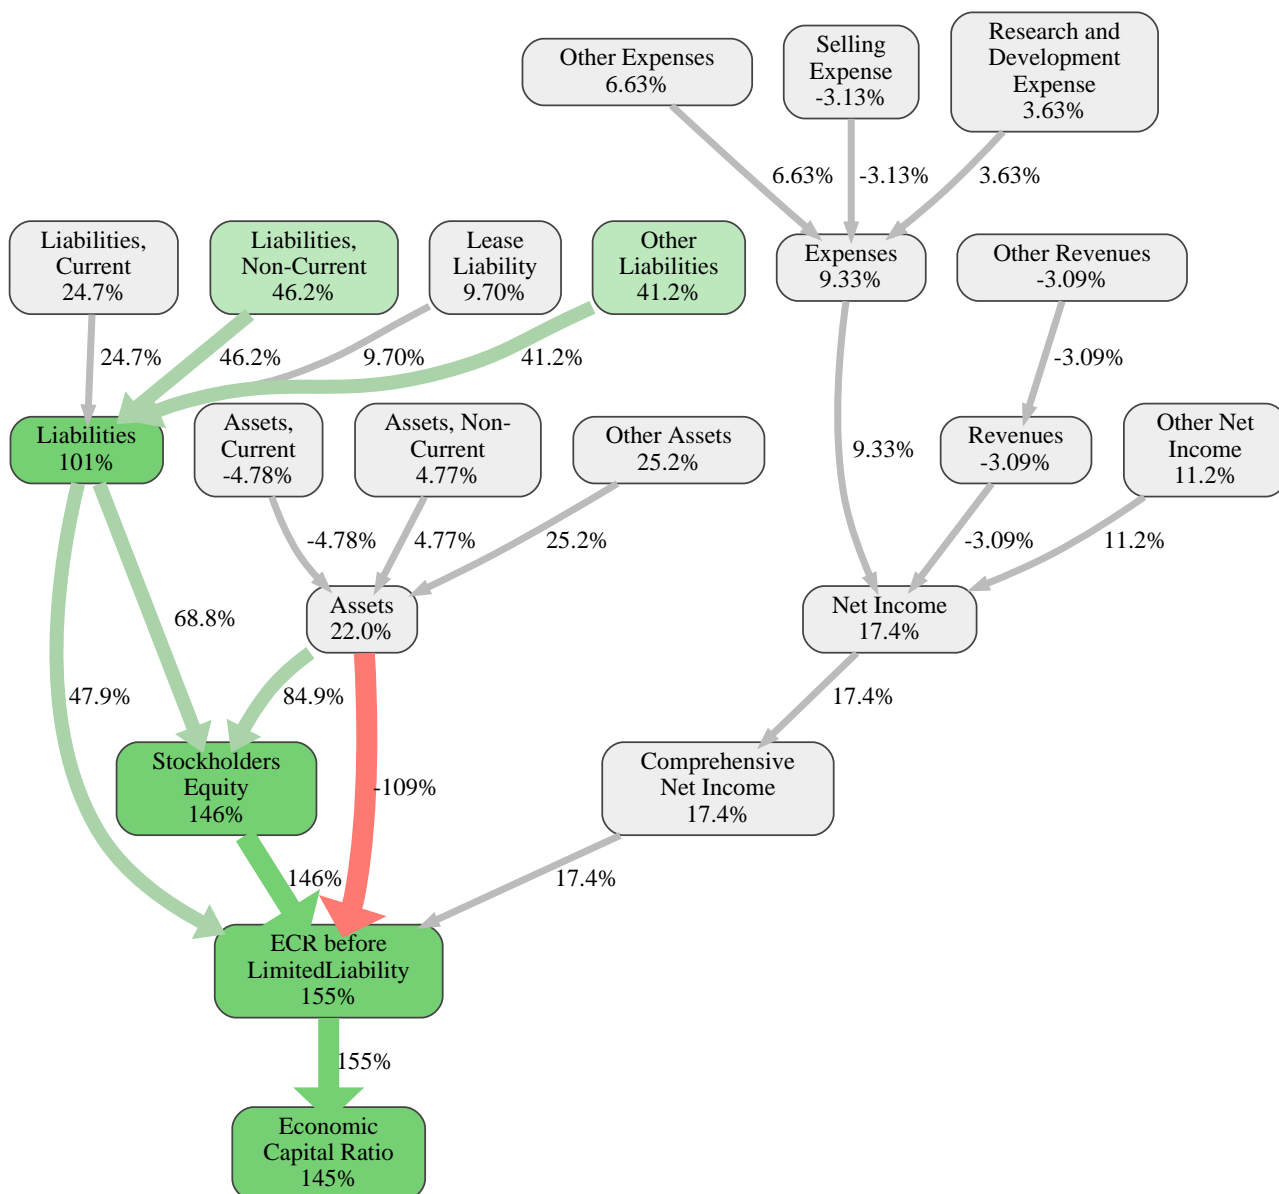 Other Expenses
6.63%
Selling
Expense
-3.13%
Research and
Development
Expense
3.63%
6.63%
-3.13%
3.63%
Liabilities,
Current
24.7%
Liabilities,
Non-Current
46.2%
Lease
Liability
9.70%
Other
Liabilities
41.2%
Expenses
9.33%
Other Revenues
-3.09%
24.7%
46.2%
9.70%
41.2%
-3.09%
Liabilities
101%
Assets,
Current
-4.78%
Assets, Non-
Current
4.77%
Other Assets
25.2%
9.33%
Revenues
-3.09%
Other Net
Income
11.2%
-4.78%
4.77%
25.2%
-3.09%
11.2%
Assets
22.0%
Net Income
17.4%
68.8%
47.9%
84.9%
17.4%
Stockholders
Equity
146%
-109%
Comprehensive
Net Income
17.4%
146%
17.4%
ECR before
LimitedLiability
155%
155%
Economic
Capital Ratio
145%